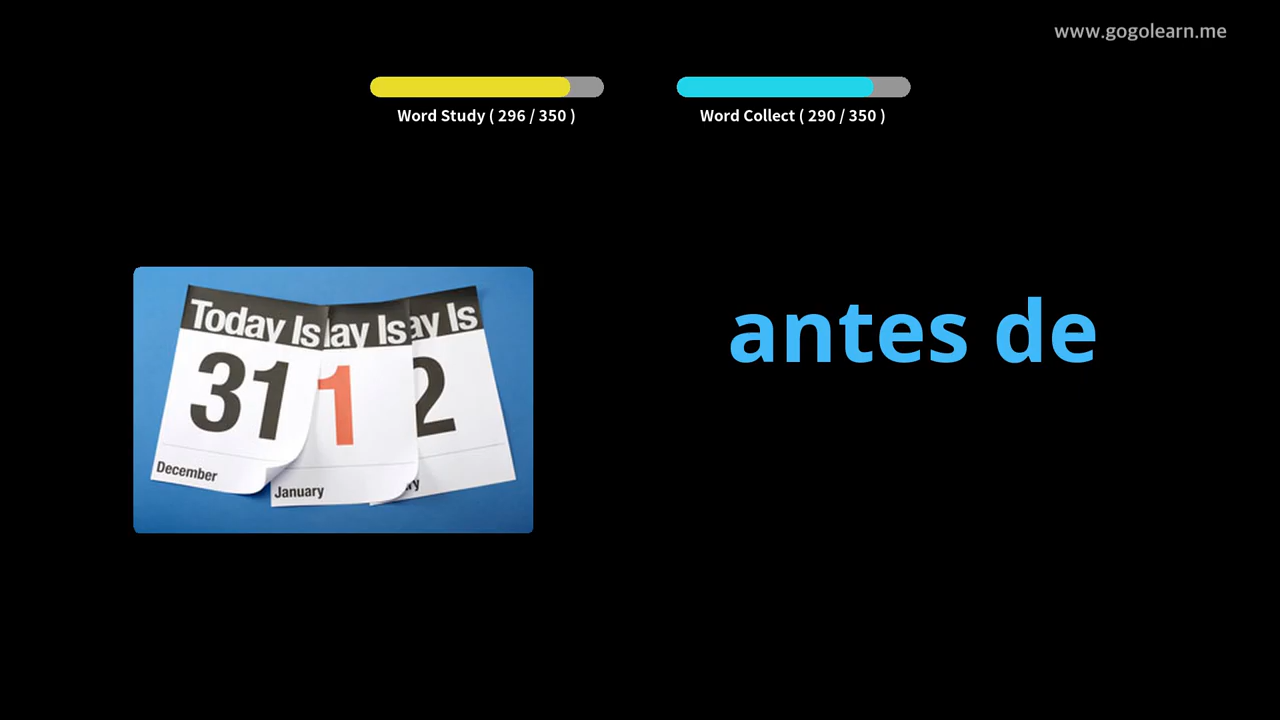 www.gogolearn.me
Word Study ( 296 / 350 )
Word Collect ( 290 / 350 )
Today Is
ay Is
ay Is
31
1
2
December
January
ry
antes de